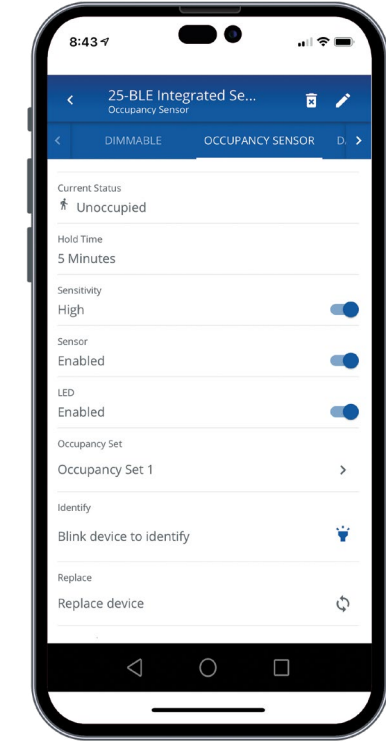 8:43
25-BLE Integrated Se...
Occupancy Sensor
DIMMABLE
OCCUPANCY SENSOR
Current Status
Unoccupied
Hold Time
5 Minutes
Sensitivity
High
Sensor
Enabled
LED
Enabled
Occupancy Set
Occupancy Set 1
Identify
Blink device to identify
Replace
Replace device